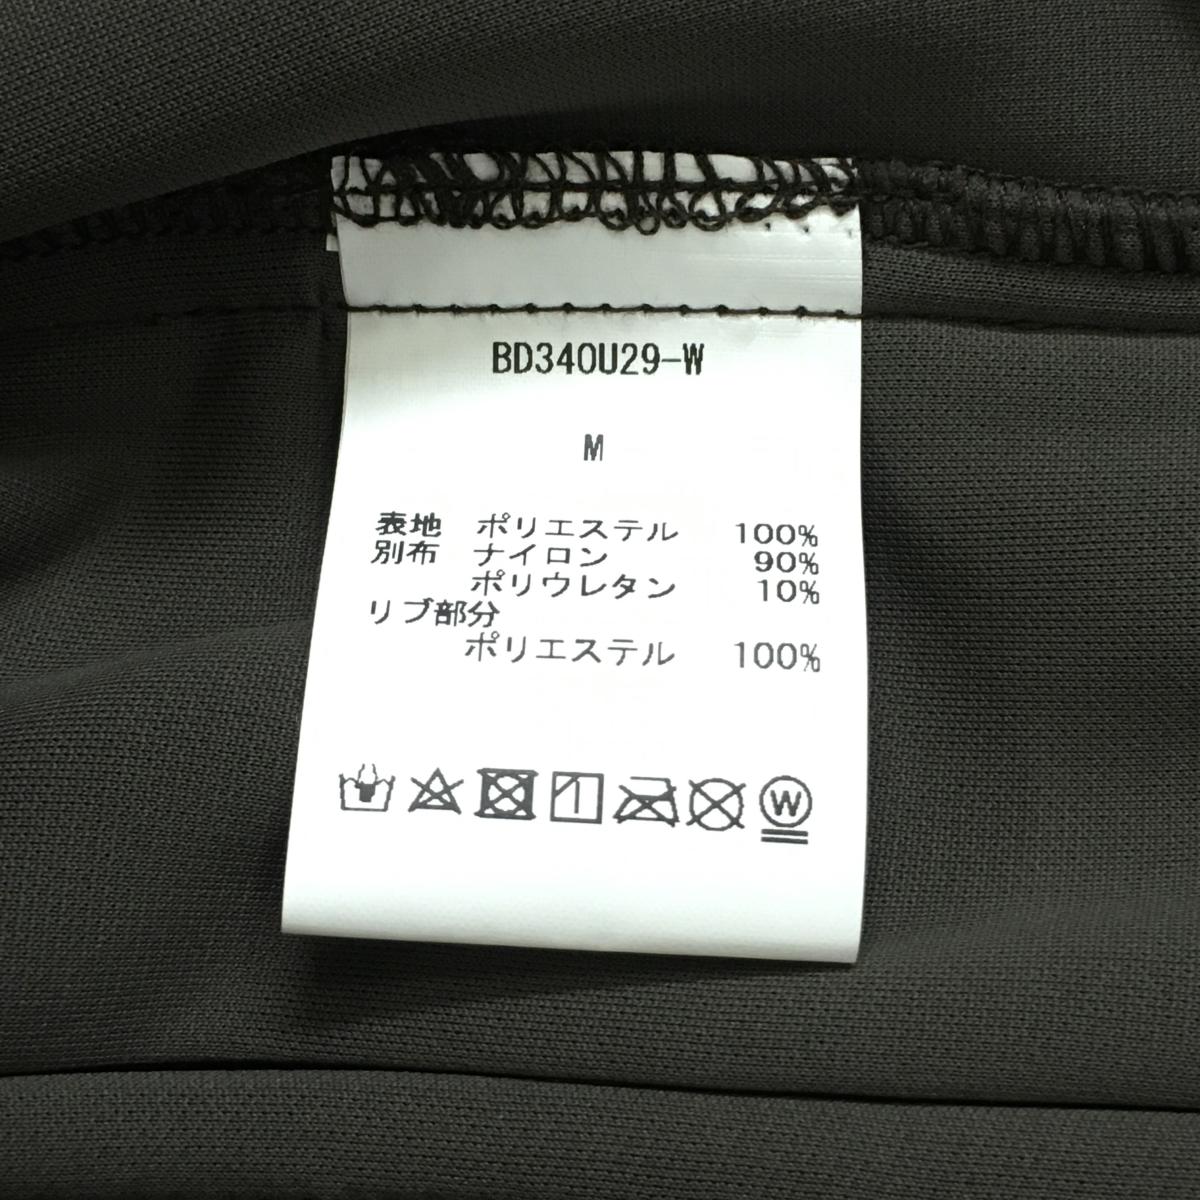 BD340U29-W
M
表地 ポリエステル 100%
別布 ナイロン 90%
ポリウレタン 10%
リブ部分
ポリエステル 100%
W